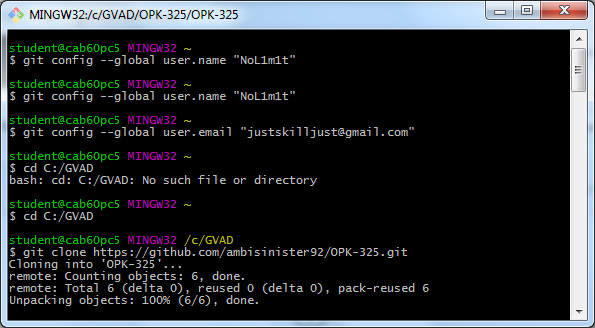 MINGW32:/c/GVAD/OPK-325/OPK-325
student@cab60pc5 MINGW32 ~
$ git config --global user.name "NoL1m1t"
student@cab60pc5 MINGW32 ~
$ git config --global user.name "NoL1m1t"
student@cab60pc5 MINGW32 ~
$ git config --global user.email "justskilljust@gmail.com"
student@cab60pc5 MINGW32 ~
$ cd C:/GVAD
bash: cd: C:/GVAD: No such file or directory
student@cab60pc5 MINGW32 ~
$ cd C:/GVAD
student@cab60pc5 MINGW32 /c/GVAD
$ git clone https://github.com/ambisinister92/OPK-325.git
Cloning into 'OPK-325'...
remote: Counting objects: 6, done.
remote: Total 6 (delta 0), reused 0 (delta 0), pack-reused 6
Unpacking objects: 100% (6/6), done.